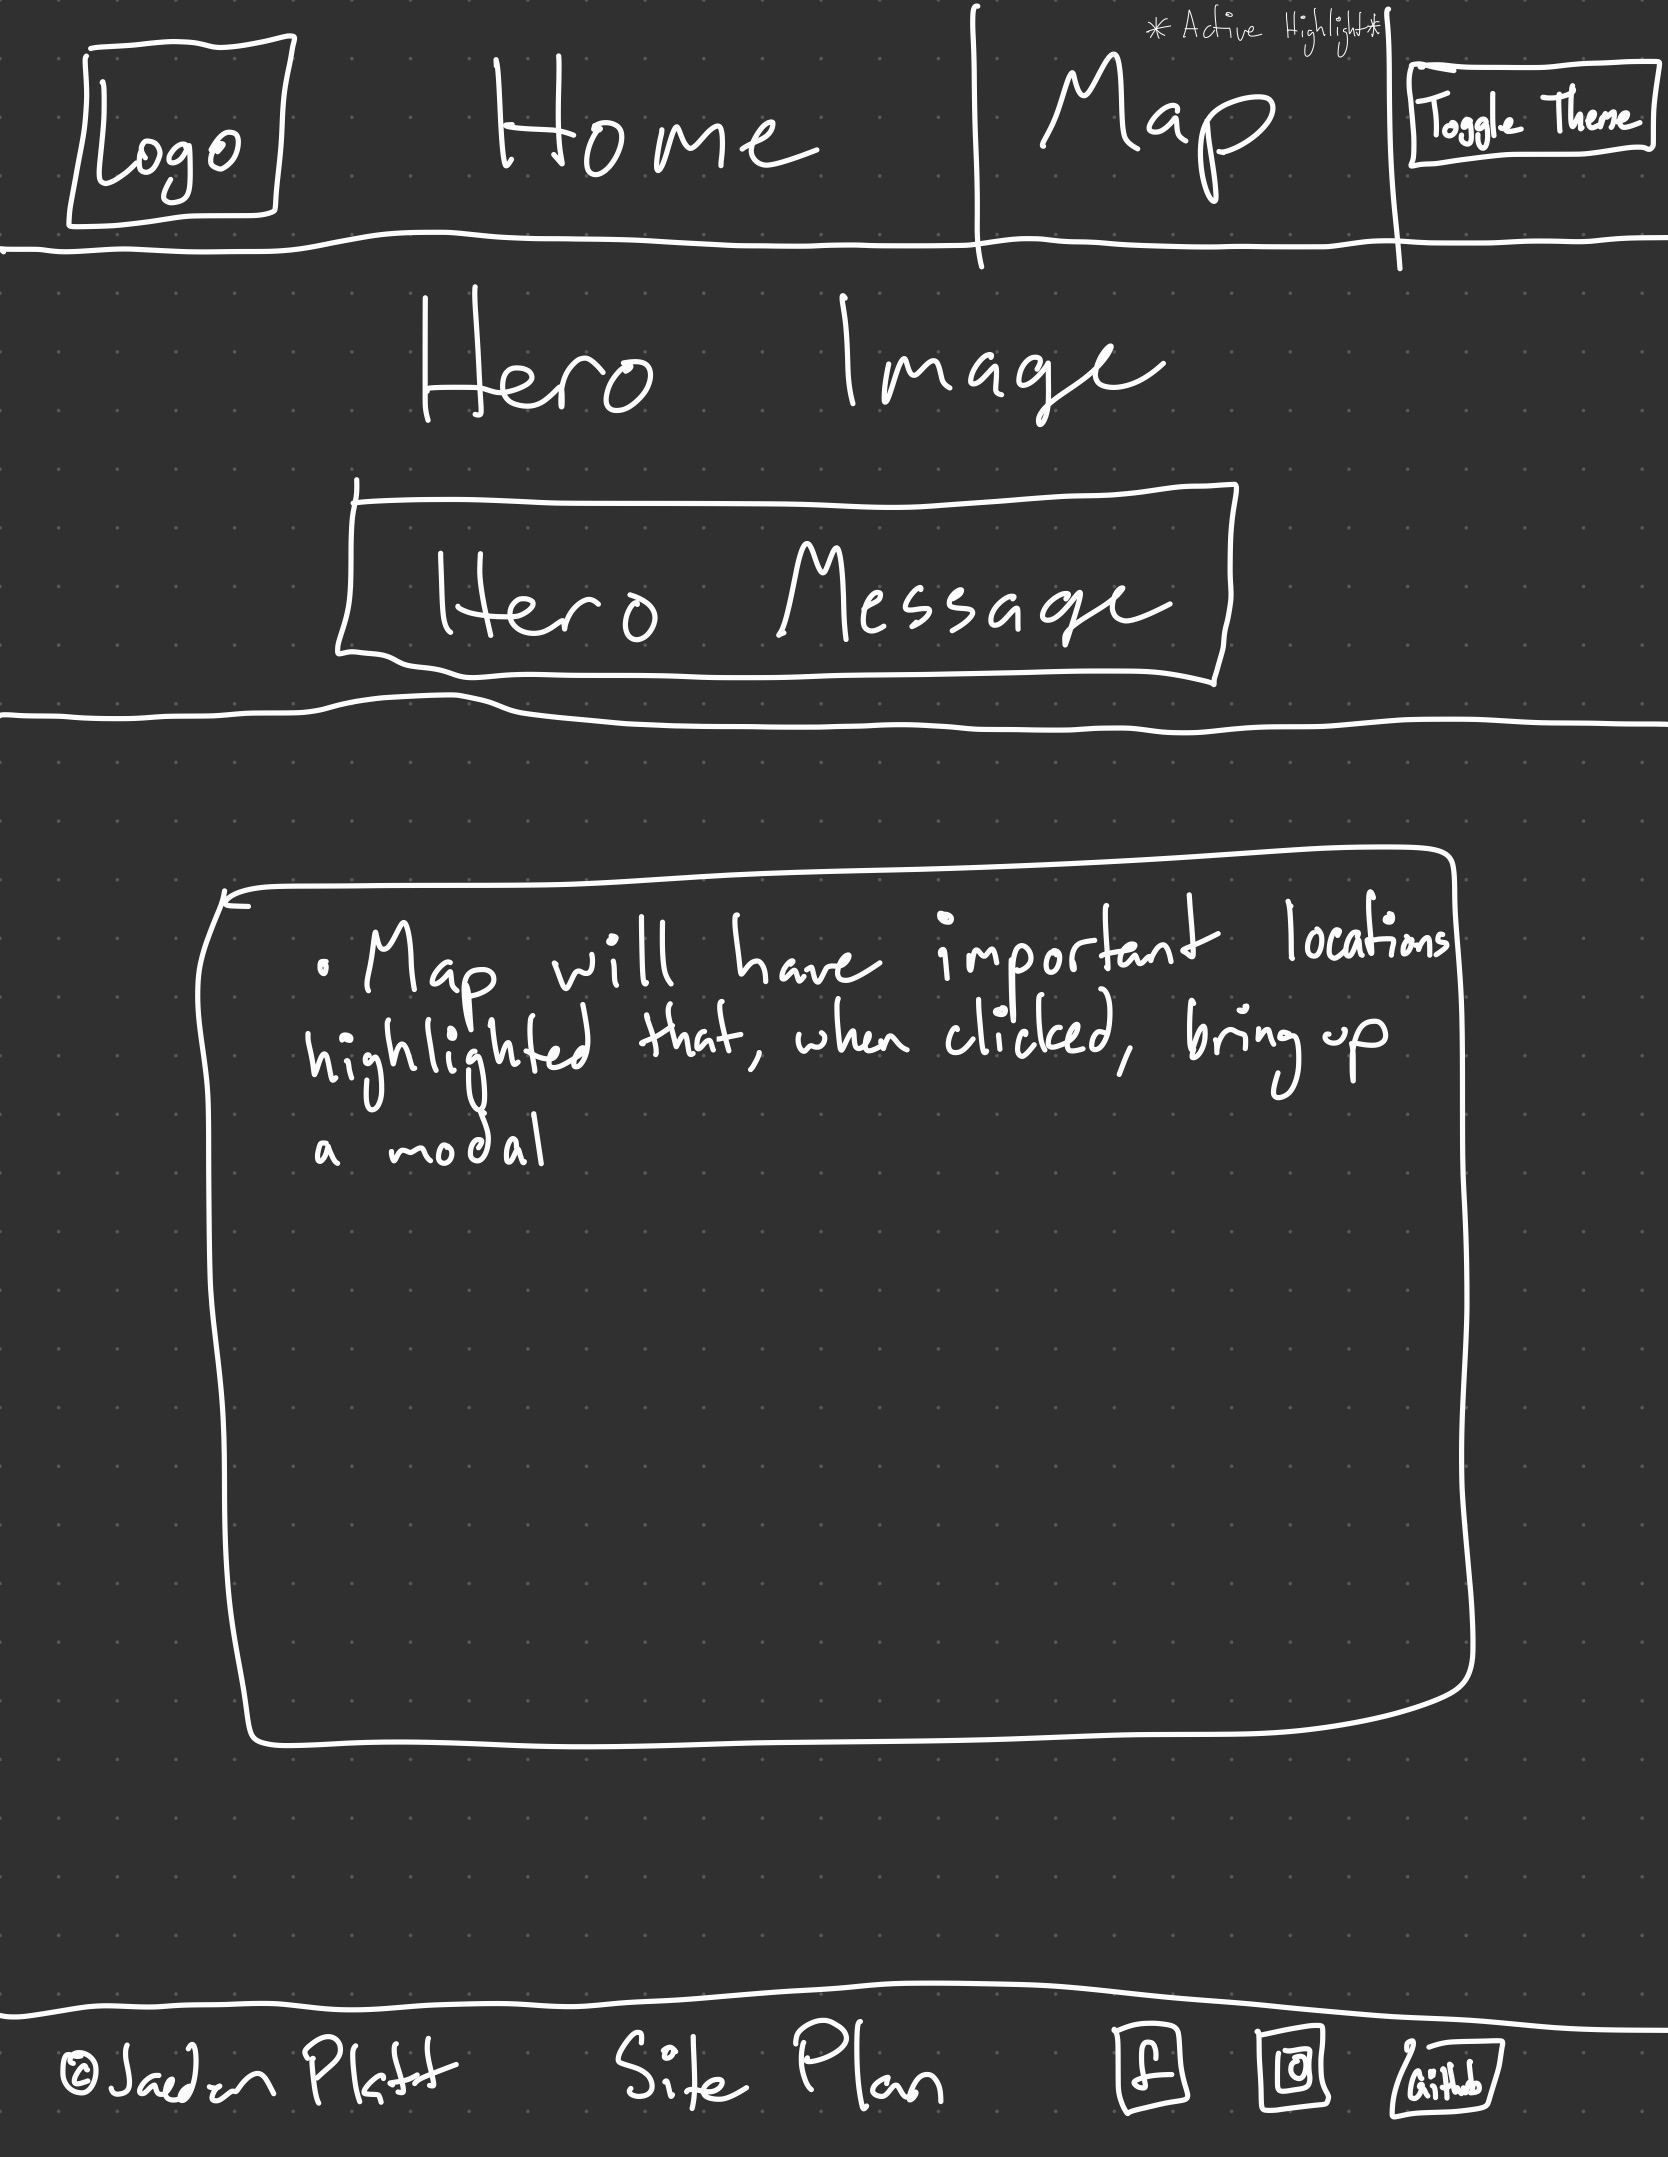 *Active Highlight*
Logo
Home
Map
Toggle Theme
Hero Image
Hero Message
• Map will have important locations
highlighted that, when clicked, bring up
a modal
© Jaedan Platt
Site Plan
f
GitHub